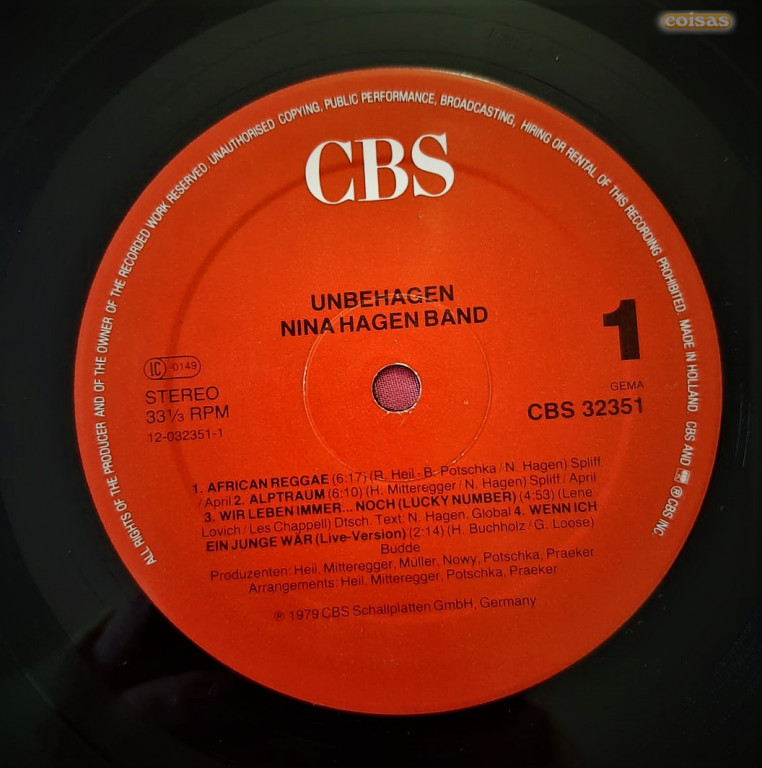 coisas
ALL RIGHTS OF THE PRODUCER AND OF THE OWNER OF THE RECORDED WORK RESERVED. UNAUTHORISED COPYING, PUBLIC PERFORMANCE, BROADCASTING, HIRING OR RENTAL OF THIS RECORDING PROHIBITED. MADE IN HOLLAND. CBS AND ® CBS INC.
CBS
UNBEHAGEN
NINA HAGEN BAND
1
LC -0149
STEREO
33⅓ RPM
12-032351-1
GEMA
CBS 32351
1. AFRICAN REGGAE (6:17) (R. Heil - B. Potschka / N. Hagen) Spliff
/ April 2. ALPTRAUM (6:10) (H. Mitteregger / N. Hagen) Spliff / April
3. WIR LEBEN IMMER... NOCH (LUCKY NUMBER) (4:53) (Lene
Lovich / Les Chappell) Dtsch. Text: N. Hagen. Global 4. WENN ICH
EIN JUNGE WÄR (Live-Version) (2:14) (H. Buchholz / G. Loose)
Budde
Produzenten: Heil, Mitteregger, Müller, Nowy, Potschka, Praeker
Arrangements: Heil, Mitteregger, Potschka, Praeker
℗ 1979 CBS Schallplatten GmbH, Germany